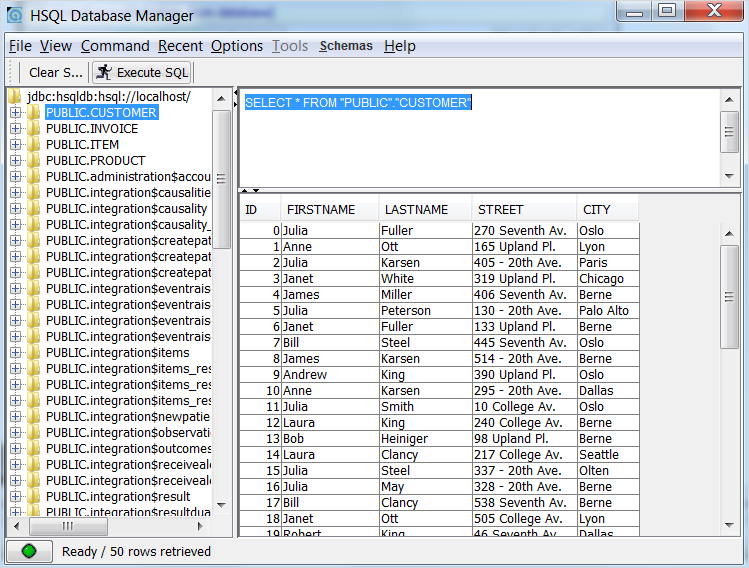 HSQL Database Manager
File View Command Recent Options Tools Schemas Help
Clear S... Execute SQL
jdbc:hsqldb:hsql://localhost/
PUBLIC.CUSTOMER
PUBLIC.INVOICE
PUBLIC.ITEM
PUBLIC.PRODUCT
PUBLIC.administration$accou
PUBLIC.integration$causalitie
PUBLIC.integration$causality
PUBLIC.integration$causality_
PUBLIC.integration$createpat
PUBLIC.integration$createpat
PUBLIC.integration$createpat
PUBLIC.integration$eventraise
PUBLIC.integration$eventraise
PUBLIC.integration$eventraise
PUBLIC.integration$eventraise
PUBLIC.integration$items
PUBLIC.integration$items_res
PUBLIC.integration$items_res
PUBLIC.integration$items_res
PUBLIC.integration$newpatie
PUBLIC.integration$observati
PUBLIC.integration$outcomes
PUBLIC.integration$receiveale
PUBLIC.integration$receivede
PUBLIC.integration$result
PUBLIC.integration$resultdua
SELECT * FROM "PUBLIC"."CUSTOMER"
ID FIRSTNAME LASTNAME STREET CITY
0 Julia Fuller 270 Seventh Av. Oslo
1 Anne Ott 165 Upland Pl. Lyon
2 Julia Karsen 405 - 20th Ave. Paris
3 Janet White 319 Upland Pl. Chicago
4 James Miller 406 Seventh Av. Berne
5 Julia Peterson 130 - 20th Ave. Palo Alto
6 Janet Fuller 133 Upland Pl. Berne
7 Bill Steel 445 Seventh Av. Oslo
8 James Karsen 514 - 20th Ave. Berne
9 Andrew King 390 Upland Pl. Oslo
10 Anne Karsen 295 - 20th Ave. Dallas
11 Julia Smith 10 College Av. Oslo
12 Laura King 240 College Av. Berne
13 Bob Heiniger 98 Upland Pl. Berne
14 Laura Clancy 217 College Av. Seattle
15 Julia Steel 337 - 20th Ave. Olten
16 Julia May 328 - 20th Ave. Berne
17 Bill Clancy 538 Seventh Av. Berne
18 Janet Ott 505 College Av. Lyon
19 Robert King 46 Seventh Av. Dallas
Ready / 50 rows retrieved